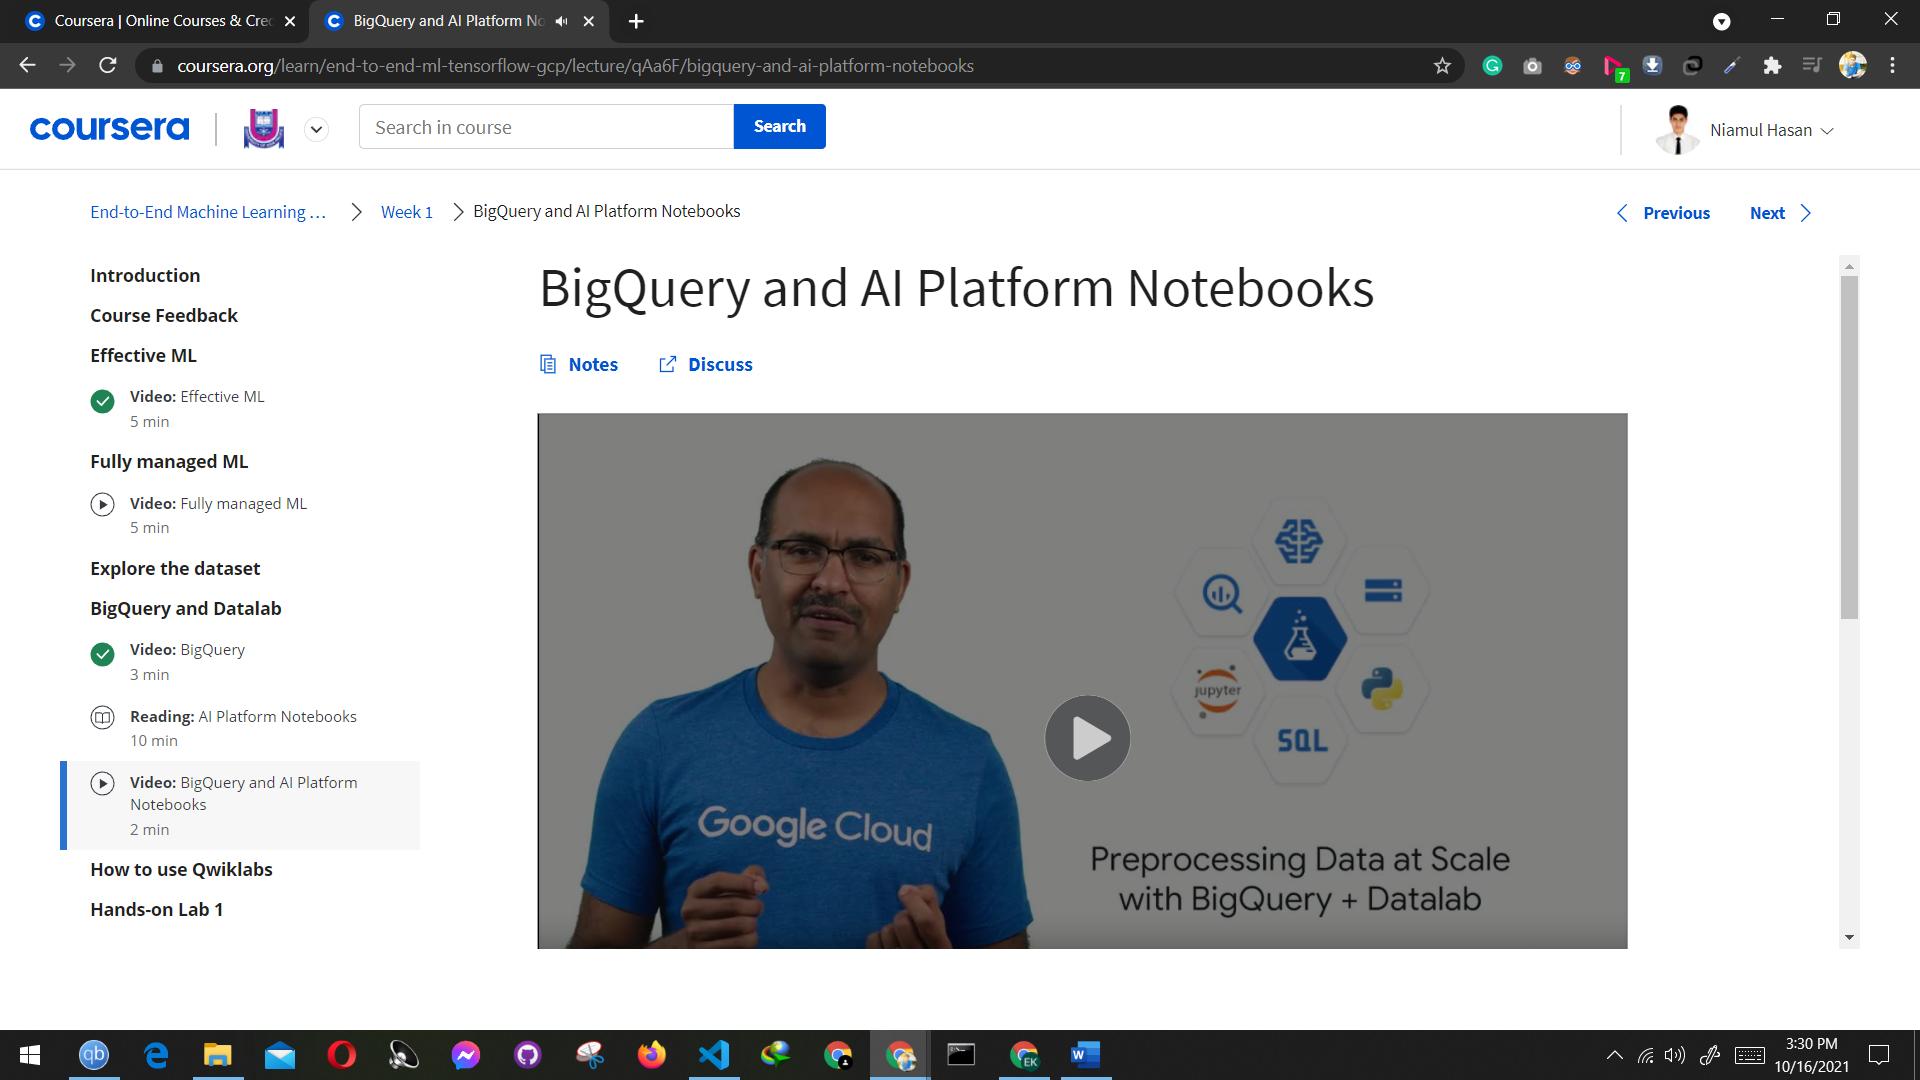 Coursera | Online Courses & Cre
BigQuery and AI Platform No
coursera.org/learn/end-to-end-ml-tensorflow-gcp/lecture/qAa6F/bigquery-and-ai-platform-notebooks
7
coursera
Search in course
Search
Niamul Hasan
End-to-End Machine Learning …
Week 1
BigQuery and AI Platform Notebooks
Previous
Next
Introduction
Course Feedback
Effective ML
Video: Effective ML
5 min
Fully managed ML
Video: Fully managed ML
5 min
Explore the dataset
BigQuery and Datalab
Video: BigQuery
3 min
Reading: AI Platform Notebooks
10 min
Video: BigQuery and AI Platform
Notebooks
2 min
How to use Qwiklabs
Hands-on Lab 1
BigQuery and AI Platform Notebooks
Notes
Discuss
jupyter
SQL
Google Cloud
Preprocessing Data at Scale
with BigQuery + Datalab
qb
EK
W
3:30 PM
10/16/2021